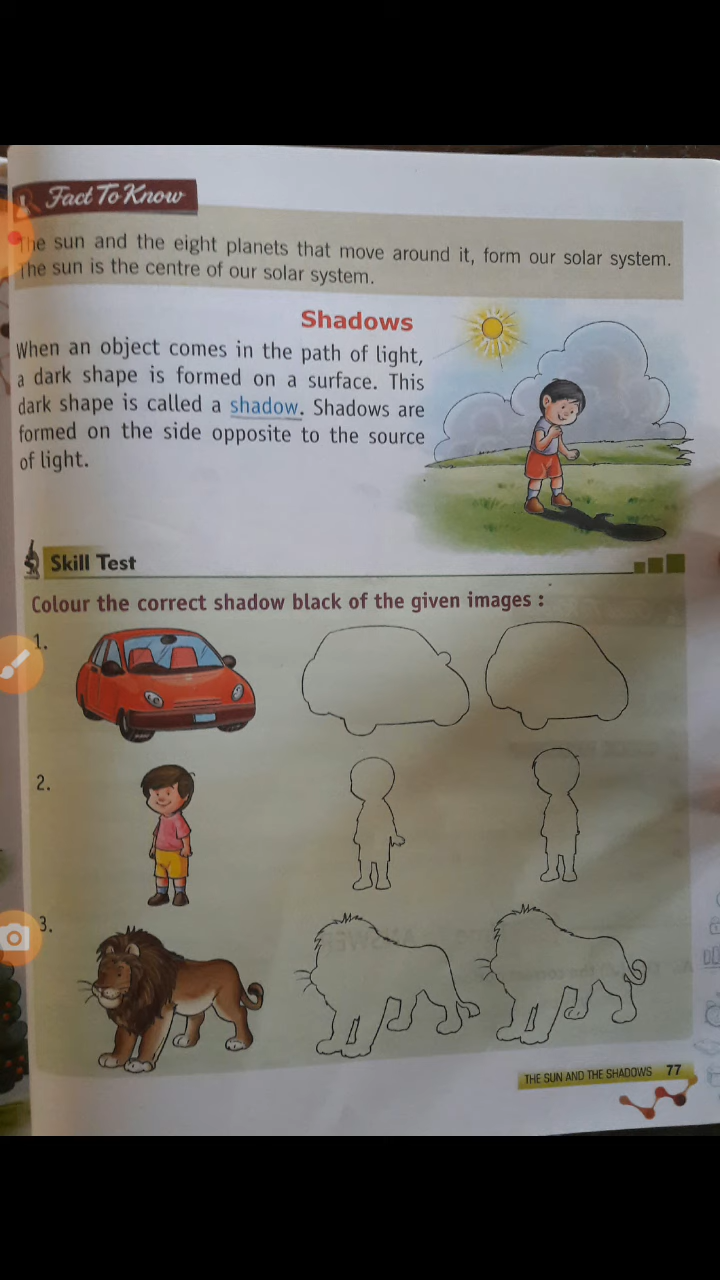 Fact To Know
The sun and the eight planets that move around it, form our solar system.
The sun is the centre of our solar system.
Shadows
When an object comes in the path of light,
a dark shape is formed on a surface. This
dark shape is called a shadow. Shadows are
formed on the side opposite to the source
of light.
Skill Test
Colour the correct shadow black of the given images :
1.
2.
3.
THE SUN AND THE SHADOWS 77